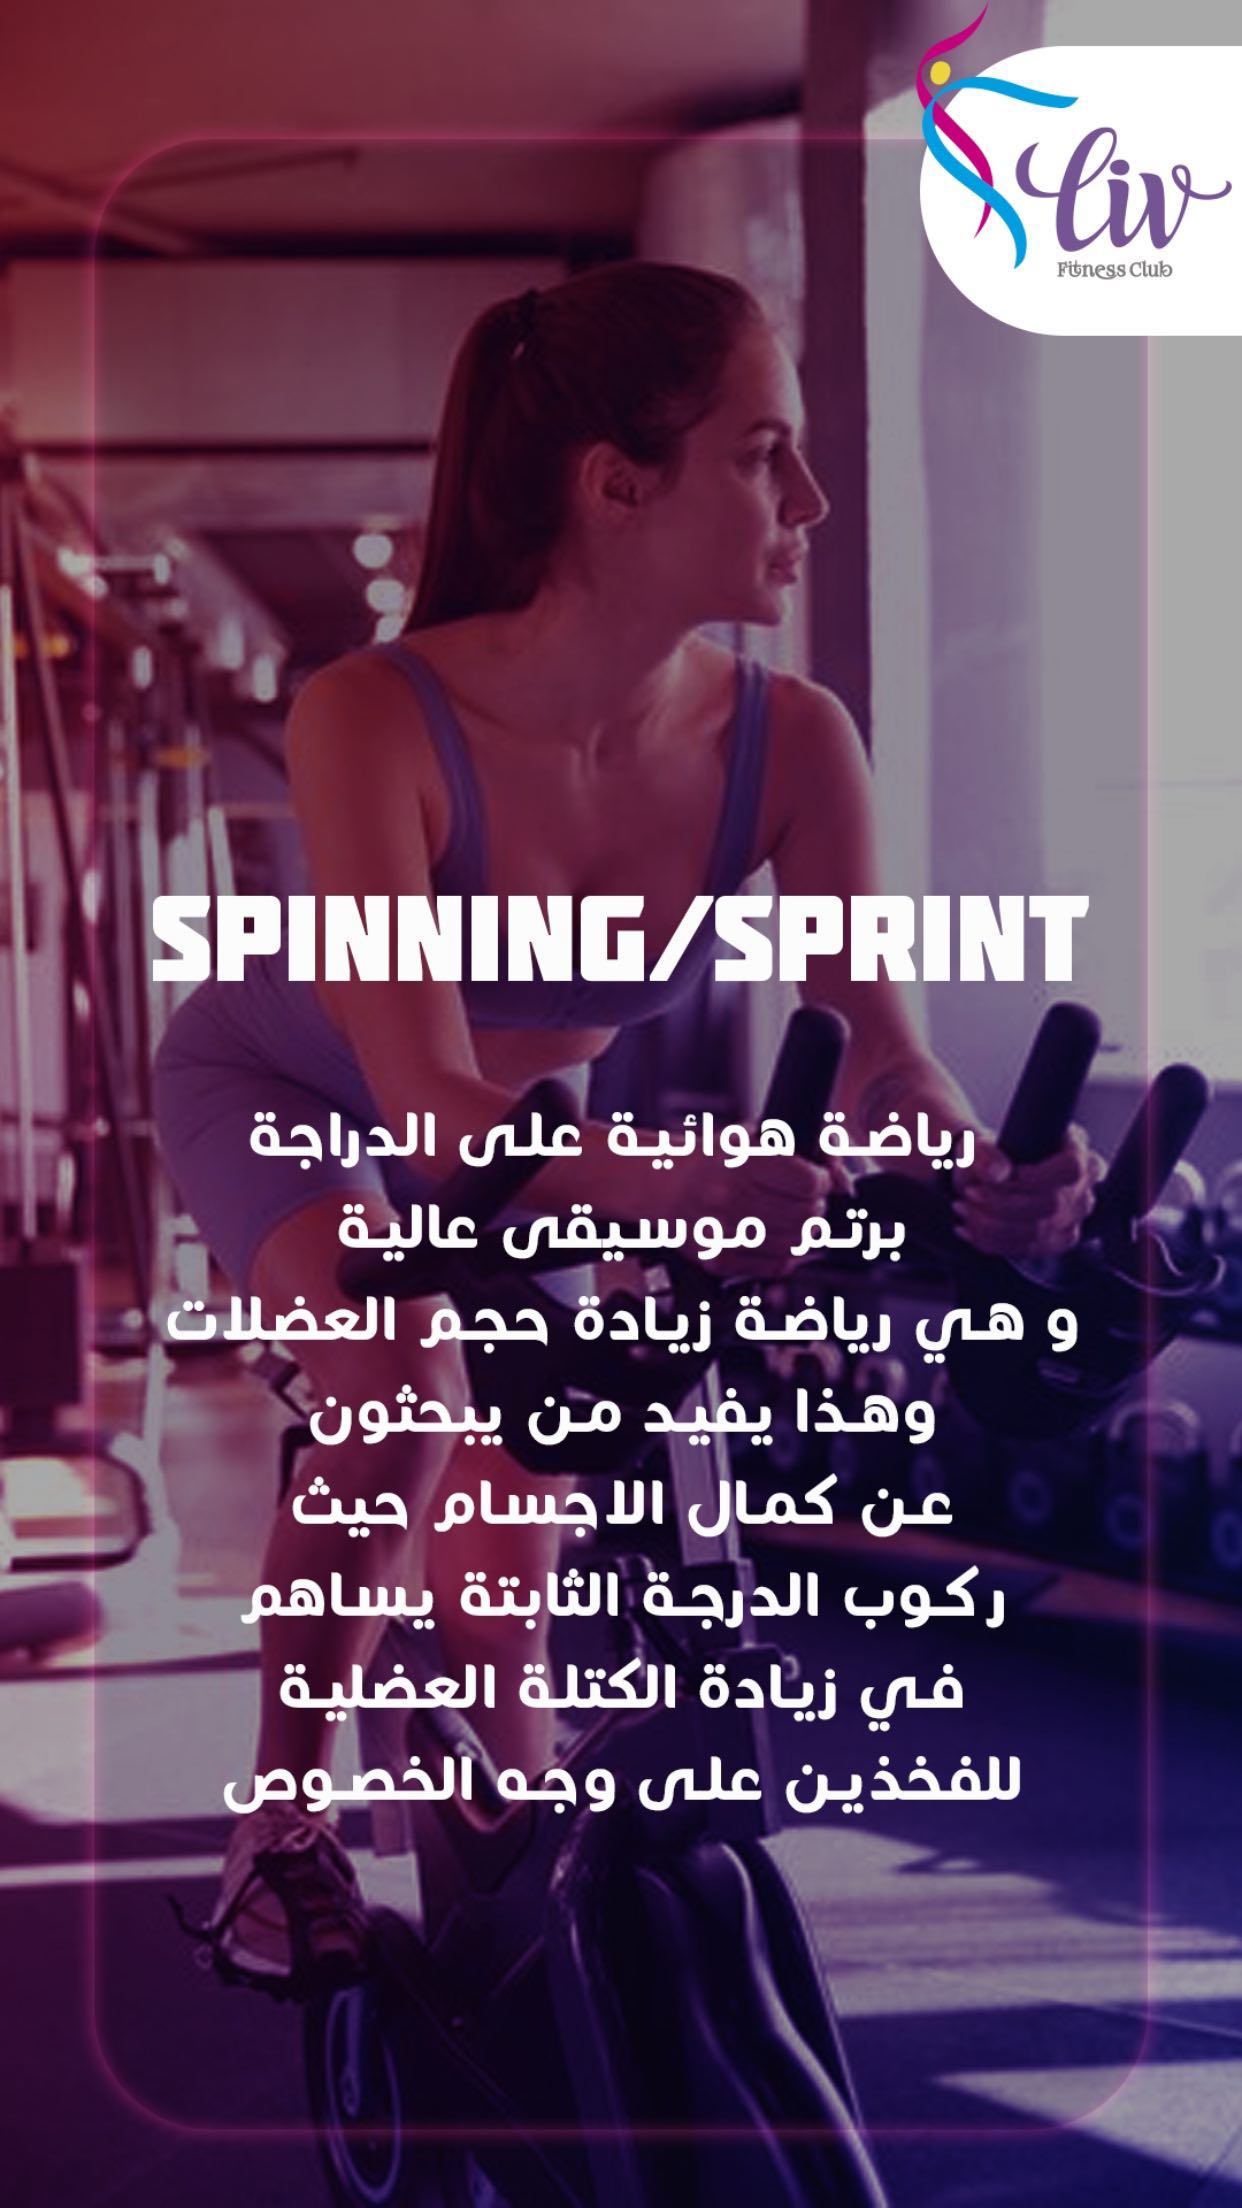 Liv
Fitness Club
SPINNING/SPRINT
رياضة هوائية على الدراجة
برتم موسيقى عالية
و هي رياضة زيادة حجم العضلات
وهذا يفيد من يبحثون
عن كمال الاجسام حيث
ركوب الدرجة الثابتة يساهم
في زيادة الكتلة العضلية
للفخذين على وجه الخصوص